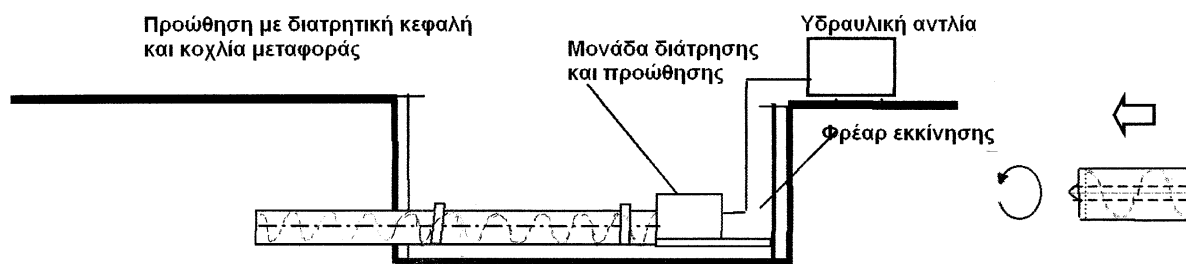 Προώθηση με διατρητική κεφαλή
και κοχλία μεταφοράς
Μονάδα διάτρησης
και προώθησης
Υδραυλική αντλία
Φρέαρ εκκίνησης